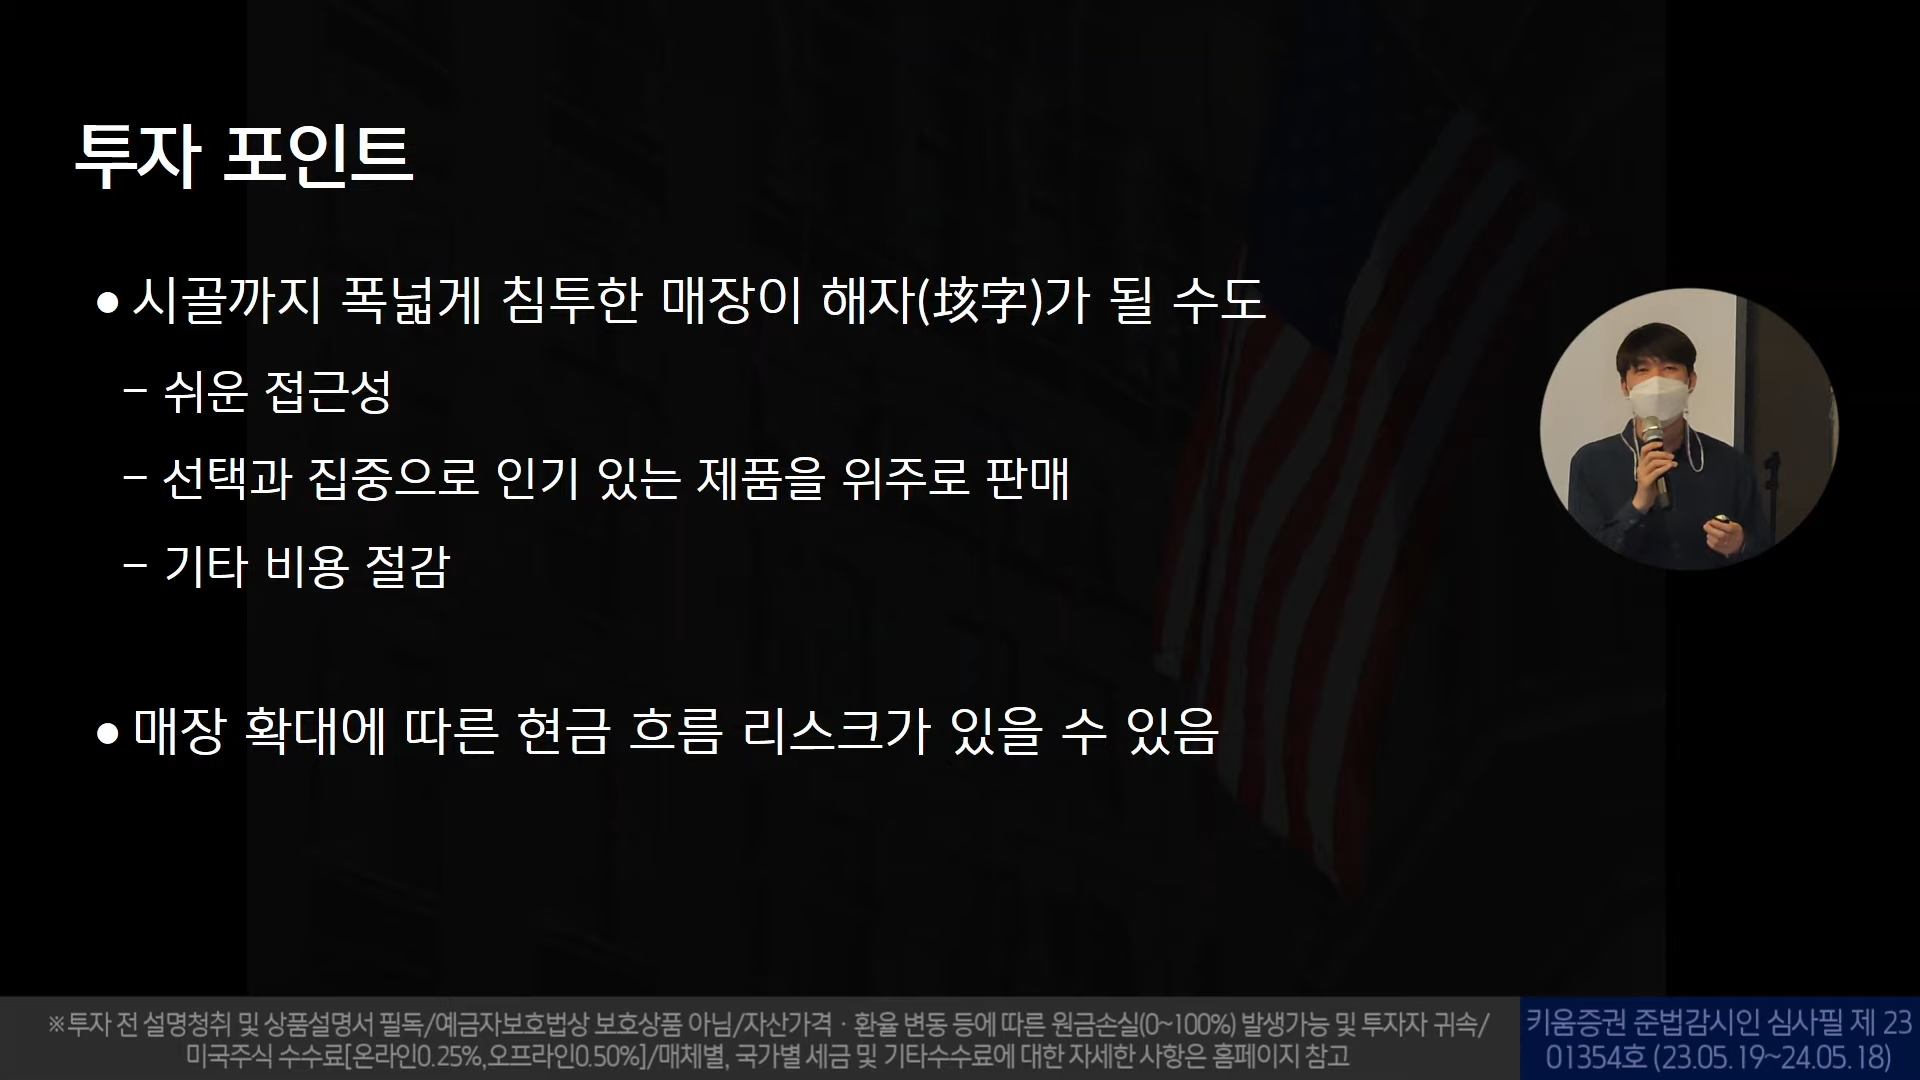 투자 포인트
● 시골까지 폭넓게 침투한 매장이 해자(垓字)가 될 수도
– 쉬운 접근성
– 선택과 집중으로 인기 있는 제품을 위주로 판매
– 기타 비용 절감
● 매장 확대에 따른 현금 흐름 리스크가 있을 수 있음
※투자 전 설명청취 및 상품설명서 필독/예금자보호법상 보호상품 아님/자산가격 · 환율 변동 등에 따른 원금손실(0~100%) 발생가능 및 투자자 귀속/
미국주식 수수료[온라인0.25%,오프라인0.50%]/매체별, 국가별 세금 및 기타수수료에 대한 자세한 사항은 홈페이지 참고
키움증권 준법감시인 심사필 제 23
01354호 (23.05.19~24.05.18)